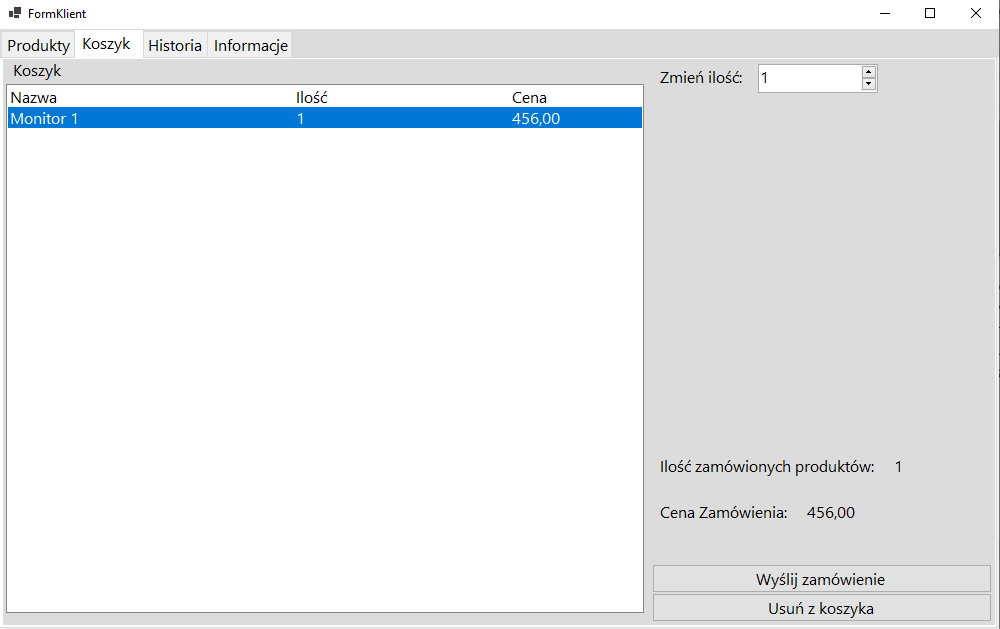 FormKlient
Produkty Koszyk Historia Informacje
Koszyk
Zmień ilość: 1
Nazwa Ilość Cena
Monitor 1 1 456,00
Ilość zamówionych produktów: 1
Cena Zamówienia: 456,00
Wyślij zamówienie
Usuń z koszyka